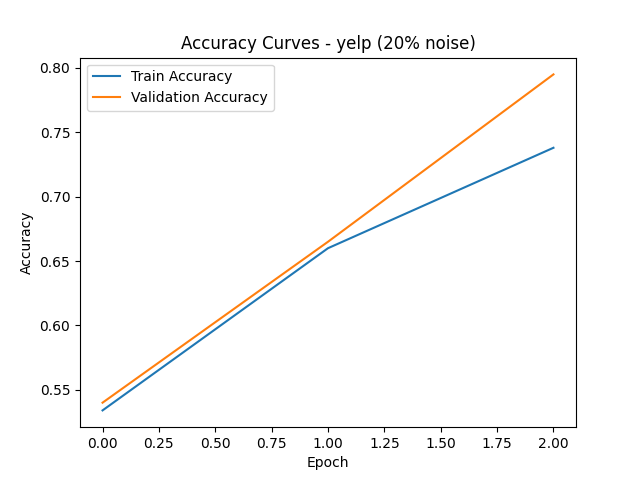 Accuracy Curves - yelp (20% noise)
Train Accuracy
Validation Accuracy
Accuracy
0.80
0.75
0.70
0.65
0.60
0.55
0.00 0.25 0.50 0.75 1.00 1.25 1.50 1.75 2.00
Epoch